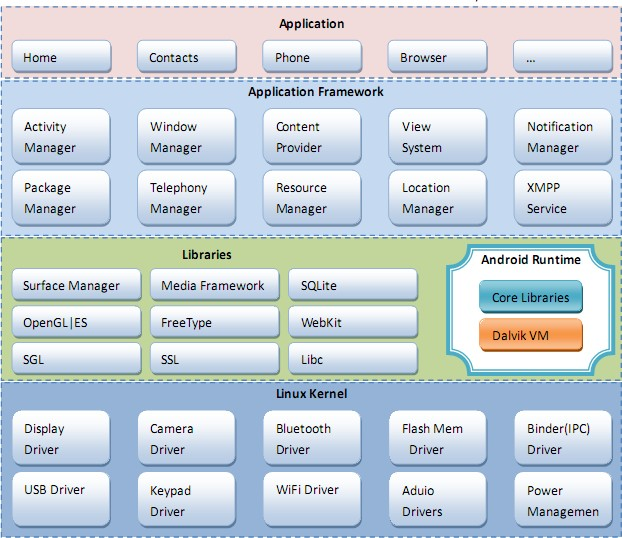 Application
Home
Contacts
Phone
Browser
...
Application Framework
Activity
Manager
Window
Manager
Content
Provider
View
System
Notification
Manager
Package
Manager
Telephony
Manager
Resource
Manager
Location
Manager
XMPP
Service
Libraries
Surface Manager
Media Framework
SQLite
OpenGL|ES
FreeType
WebKit
SGL
SSL
Libc
Android Runtime
Core Libraries
Dalvik VM
Linux Kernel
Display
Driver
Camera
Driver
Bluetooth
Driver
Flash Mem
Driver
Binder(IPC)
Driver
USB Driver
Keypad
Driver
WiFi Driver
Aduio
Drivers
Power
Managemen